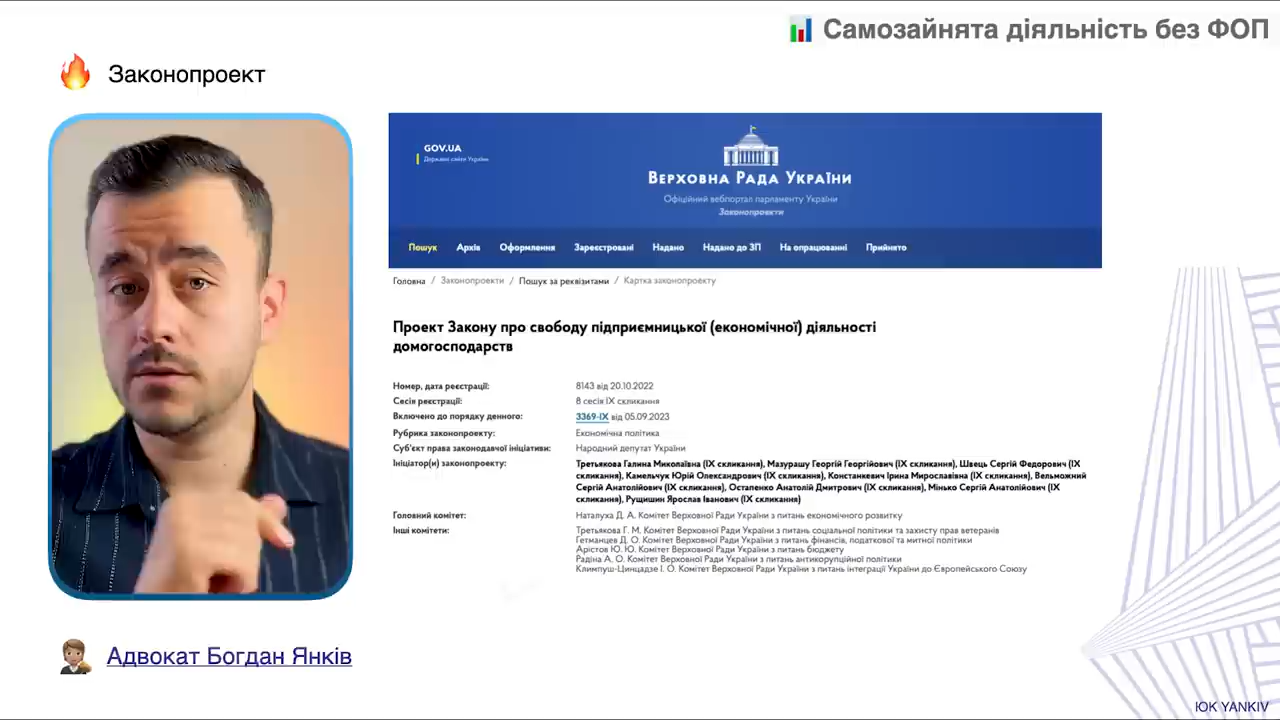 Самозайнята діяльність без ФОП
Законопроект
GOV.UA
Державні сайти України
ВЕРХОВНА РАДА УКРАЇНИ
Офіційний вебпортал парламенту України
Законопроекти
Пошук Архів Оформлення Зареєстровані Надано Надано до ЗП На опрацюванні Прийнято
Головна / Законопроекти / Пошук за реквізитами / Картка законопроекту
Проект Закону про свободу підприємницької (економічної) діяльності
домогосподарств
Номер, дата реєстрації: 8143 від 20.10.2022
Сесія реєстрації: 8 сесія IX скликання
Включено до порядку денного: 3369-IX від 05.09.2023
Рубрика законопроекту: Економічна політика
Суб'єкт права законодавчої ініціативи: Народний депутат України
Ініціатор(и) законопроекту: Третьякова Галина Миколаївна (IX скликання), Мазурашу Георгій Георгійович (IX скликання), Швець Сергій Федорович (IX
скликання), Камельчук Юрій Олександрович (IX скликання), Констанкевич Ірина Мирославівна (IX скликання), Вельможний
Сергій Анатолійович (IX скликання), Остапенко Анатолій Дмитрович (IX скликання), Мінько Сергій Анатолійович (IX
скликання), Рущишин Ярослав Іванович (IX скликання)
Головний комітет: Наталуха Д. А. Комітет Верховної Ради України з питань економічного розвитку
Інші комітети: Третьякова Г. М. Комітет Верховної Ради України з питань соціальної політики та захисту прав ветеранів
Гетманцев Д. О. Комітет Верховної Ради України з питань фінансів, податкової та митної політики
Арістов Ю. Ю. Комітет Верховної Ради України з питань бюджету
Радіна А. О. Комітет Верховної Ради України з питань антикорупційної політики
Климпуш-Цинцадзе І. О. Комітет Верховної Ради України з питань інтеграції України до Європейського Союзу
Адвокат Богдан Янків
ЮК YANKIV